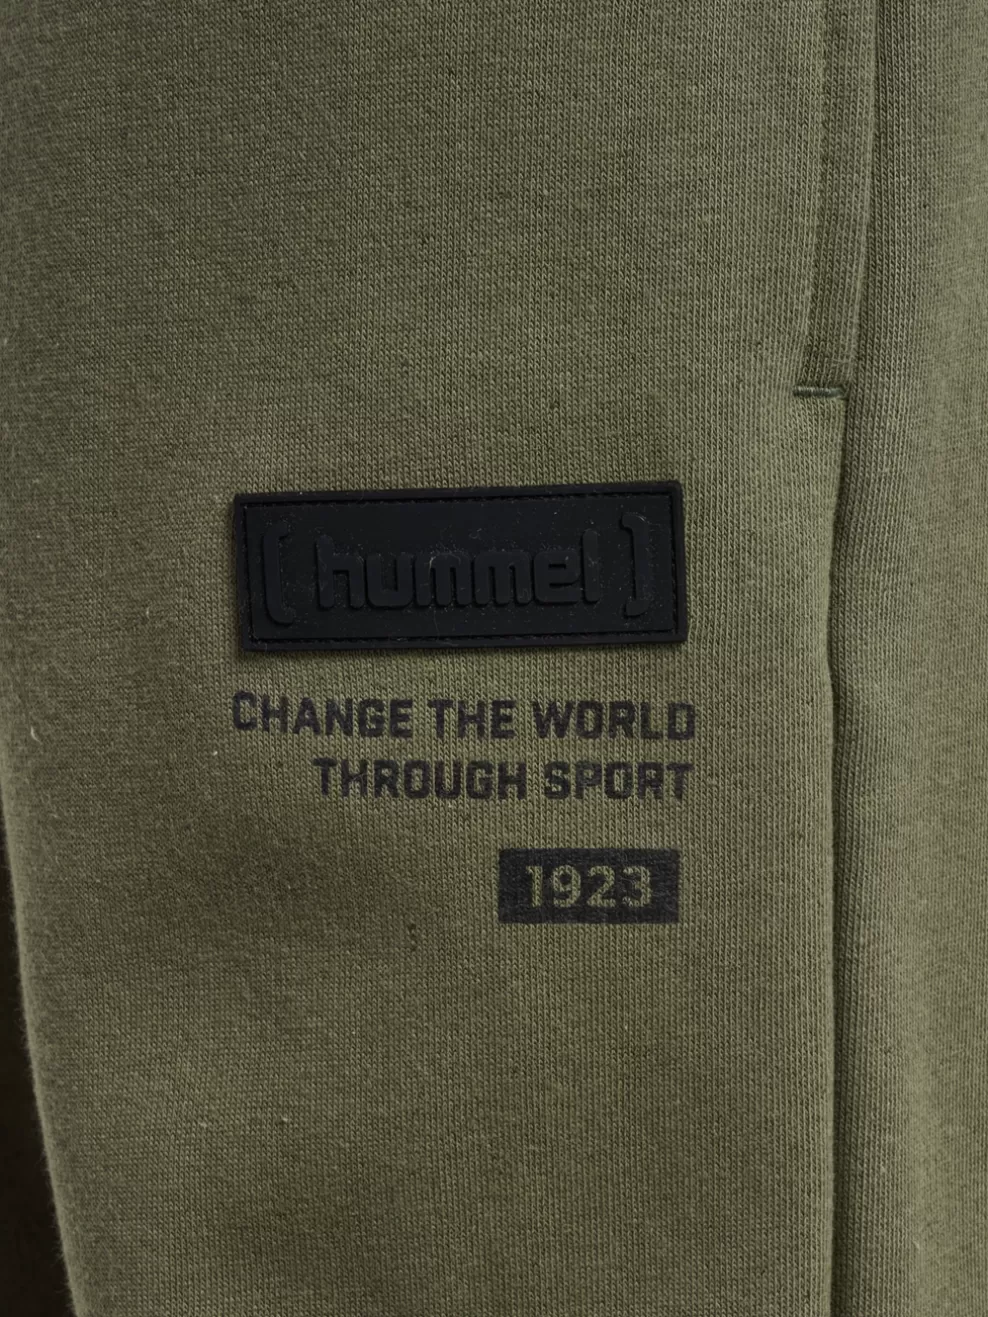 [hummel]
CHANGE THE WORLD
THROUGH SPORT
1923